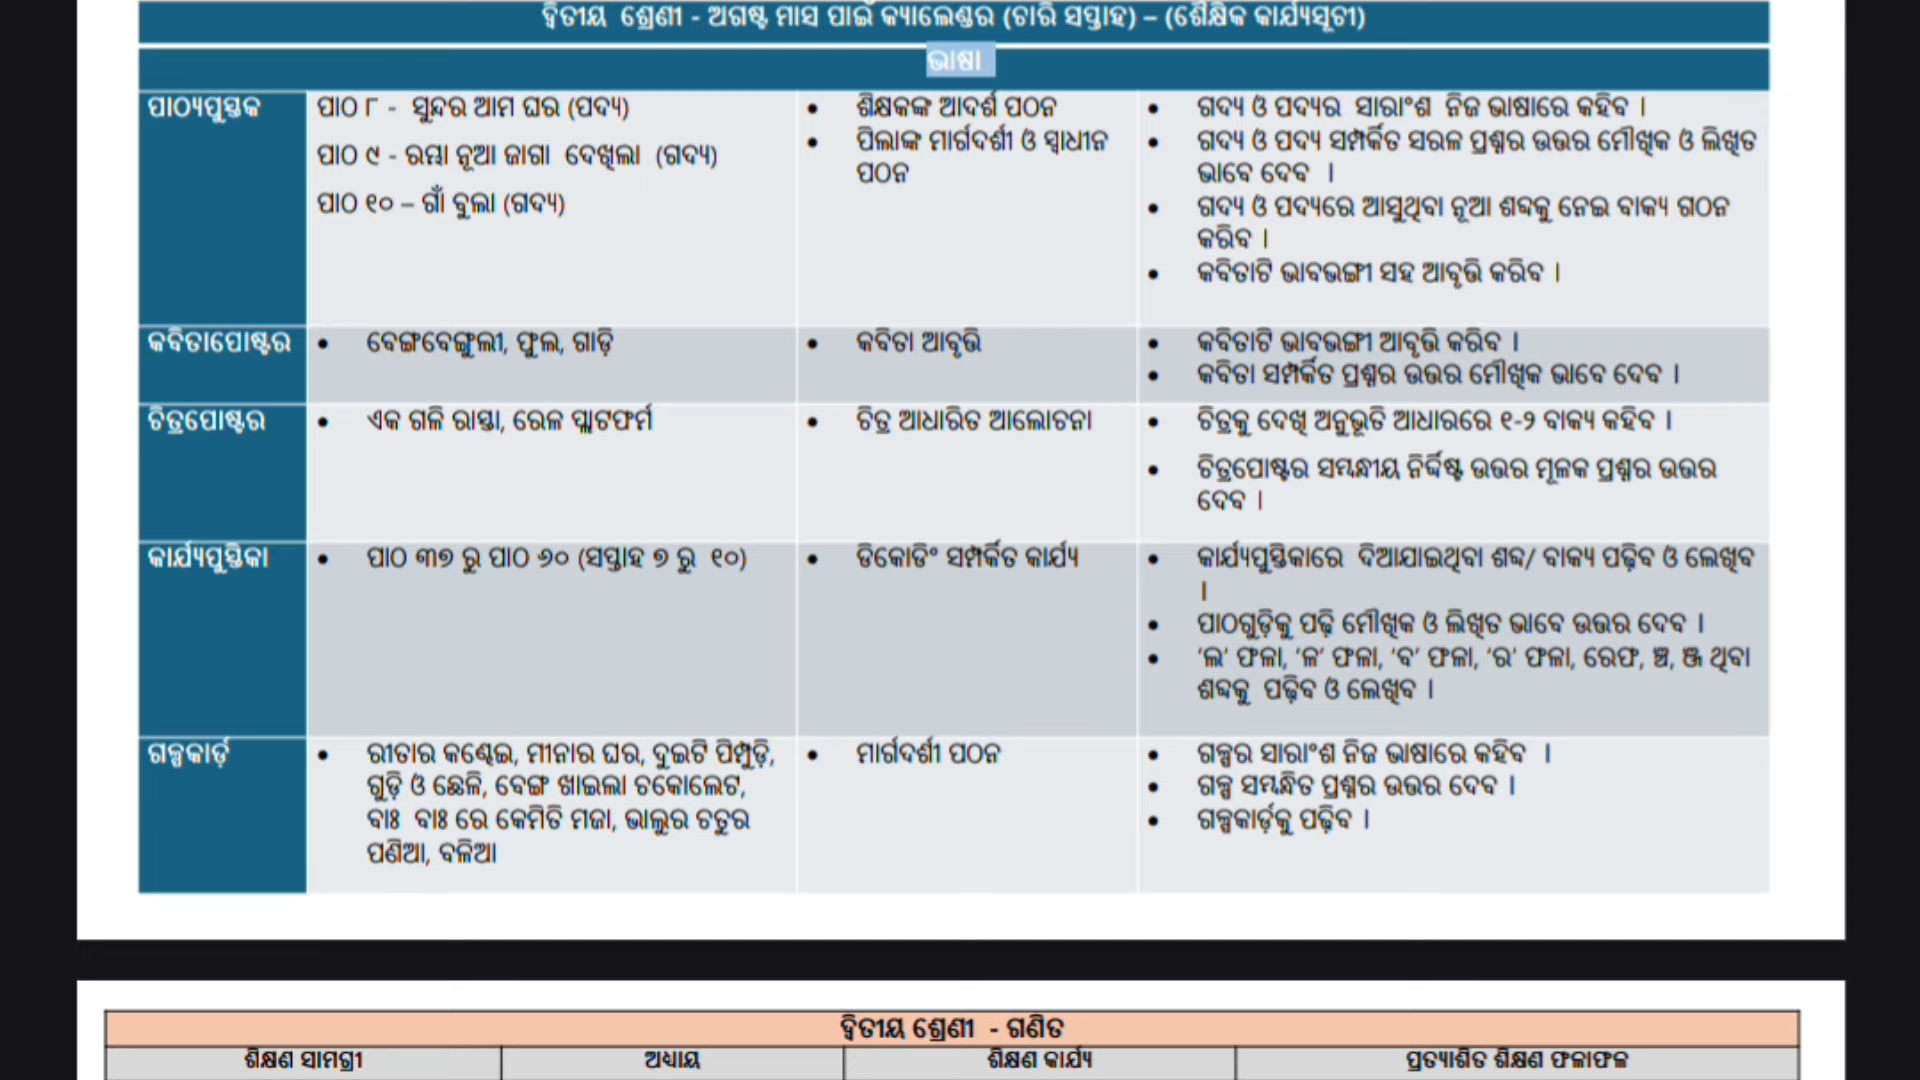 ଦ୍ଵିତୀୟ ଶ୍ରେଣୀ - ଅଗଷ୍ଟ ମାସ ପାଇଁ କ୍ୟାଲେଣ୍ଡର (ଚାରି ସପ୍ତାହ) – (ଶୈକ୍ଷିକ କାର୍ଯ୍ୟସୂଚୀ)
ଭାଷା
ପାଠ୍ୟପୁସ୍ତକ
ପାଠ ୮ - ସୁନ୍ଦର ଆମ ଘର (ପଦ୍ୟ)
ପାଠ ୯ - ରମ୍ଭା ନୂଆ ଜାଗା ଦେଖିଲା (ଗଦ୍ୟ)
ପାଠ ୧୦ – ଗାଁ ବୁଲା (ଗଦ୍ୟ)
• ଶିକ୍ଷକଙ୍କ ଆଦର୍ଶ ପଠନ
• ପିଲାଙ୍କ ମାର୍ଗଦର୍ଶୀ ଓ ସ୍ଵାଧୀନ
ପଠନ
• ଗଦ୍ୟ ଓ ପଦ୍ୟର ସାରାଂଶ ନିଜ ଭାଷାରେ କହିବ ।
• ଗଦ୍ୟ ଓ ପଦ୍ୟ ସମ୍ପର୍କିତ ସରଳ ପ୍ରଶ୍ନର ଉତ୍ତର ମୌଖିକ ଓ ଲିଖିତ
ଭାବେ ଦେବ ।
• ଗଦ୍ୟ ଓ ପଦ୍ୟରେ ଆସୁଥିବା ନୂଆ ଶବ୍ଦକୁ ନେଇ ବାକ୍ୟ ଗଠନ
କରିବ ।
• କବିତାଟି ଭାବଭଙ୍ଗୀ ସହ ଆବୃତ୍ତି କରିବ ।
କବିତାପୋଷ୍ଟର
• ବେଙ୍ଗବେଙ୍ଗୁଲୀ, ଫୁଲ, ଗାଡ଼ି
• କବିତା ଆବୃତ୍ତି
• କବିତାଟି ଭାବଭଙ୍ଗୀ ଆବୃତ୍ତି କରିବ ।
• କବିତା ସମ୍ପର୍କିତ ପ୍ରଶ୍ନର ଉତ୍ତର ମୌଖିକ ଭାବେ ଦେବ ।
ଚିତ୍ରପୋଷ୍ଟର
• ଏକ ଗଳି ରାସ୍ତା, ରେଳ ପ୍ଲାଟଫର୍ମ
• ଚିତ୍ର ଆଧାରିତ ଆଲୋଚନା
• ଚିତ୍ରକୁ ଦେଖି ଅନୁଭୂତି ଆଧାରରେ ୧-୨ ବାକ୍ୟ କହିବ ।
• ଚିତ୍ରପୋଷ୍ଟର ସମ୍ବନ୍ଧୀୟ ନିର୍ଦ୍ଦିଷ୍ଟ ଉତ୍ତର ମୂଳକ ପ୍ରଶ୍ନର ଉତ୍ତର
ଦେବ ।
କାର୍ଯ୍ୟପୁସ୍ତିକା
• ପାଠ ୩୭ ରୁ ପାଠ ୬୦ (ସପ୍ତାହ ୭ ରୁ ୧୦)
• ଡିକୋଡିଂ ସମ୍ପର୍କିତ କାର୍ଯ୍ୟ
• କାର୍ଯ୍ୟପୁସ୍ତିକାରେ ଦିଆଯାଇଥିବା ଶବ୍ଦ/ ବାକ୍ୟ ପଢ଼ିବ ଓ ଲେଖିବ
।
• ପାଠଗୁଡ଼ିକୁ ପଢ଼ି ମୌଖିକ ଓ ଲିଖିତ ଭାବେ ଉତ୍ତର ଦେବ ।
• ‘ଲ’ ଫଳା, ‘ଳ’ ଫଳା, ‘ବ’ ଫଳା, ‘ର’ ଫଳା, ରେଫ, ଞ୍ଚ, ଞ୍ଜ ଥିବା
ଶବ୍ଦକୁ ପଢ଼ିବ ଓ ଲେଖିବ ।
ଗଳ୍ପକାର୍ଡ଼
• ରୀତାର କଣ୍ଢେଇ, ମୀନାର ଘର, ଦୁଇଟି ପିମ୍ପୁଡ଼ି,
ଗୁଡ଼ି ଓ ଛେଳି, ବେଙ୍ଗ ଖାଇଲା ଚକୋଲେଟ,
ବାଃ ବାଃ ରେ କେମିତି ମଜା, ଭାଲୁର ଚତୁର
ପଣିଆ, ବଳିଆ
• ମାର୍ଗଦର୍ଶୀ ପଠନ
• ଗଳ୍ପର ସାରାଂଶ ନିଜ ଭାଷାରେ କହିବ ।
• ଗଳ୍ପ ସମ୍ବନ୍ଧିତ ପ୍ରଶ୍ନର ଉତ୍ତର ଦେବ ।
• ଗଳ୍ପକାର୍ଡ଼କୁ ପଢ଼ିବ ।
ଦ୍ଵିତୀୟ ଶ୍ରେଣୀ - ଗଣିତ
ଶିକ୍ଷଣ ସାମଗ୍ରୀ
ଅଧ୍ୟାୟ
ଶିକ୍ଷଣ କାର୍ଯ୍ୟ
ପ୍ରତ୍ୟାଶିତ ଶିକ୍ଷଣ ଫଳାଫଳ